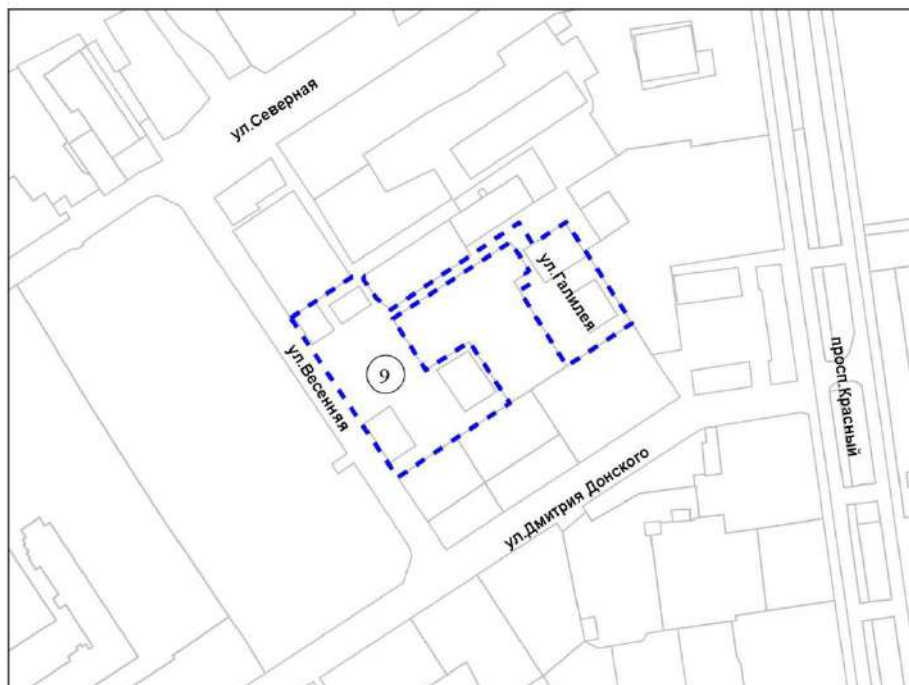 ул.Северная
ул.Галилея
ул.Весенняя
9
просп.Красный
ул.Дмитрия Донского